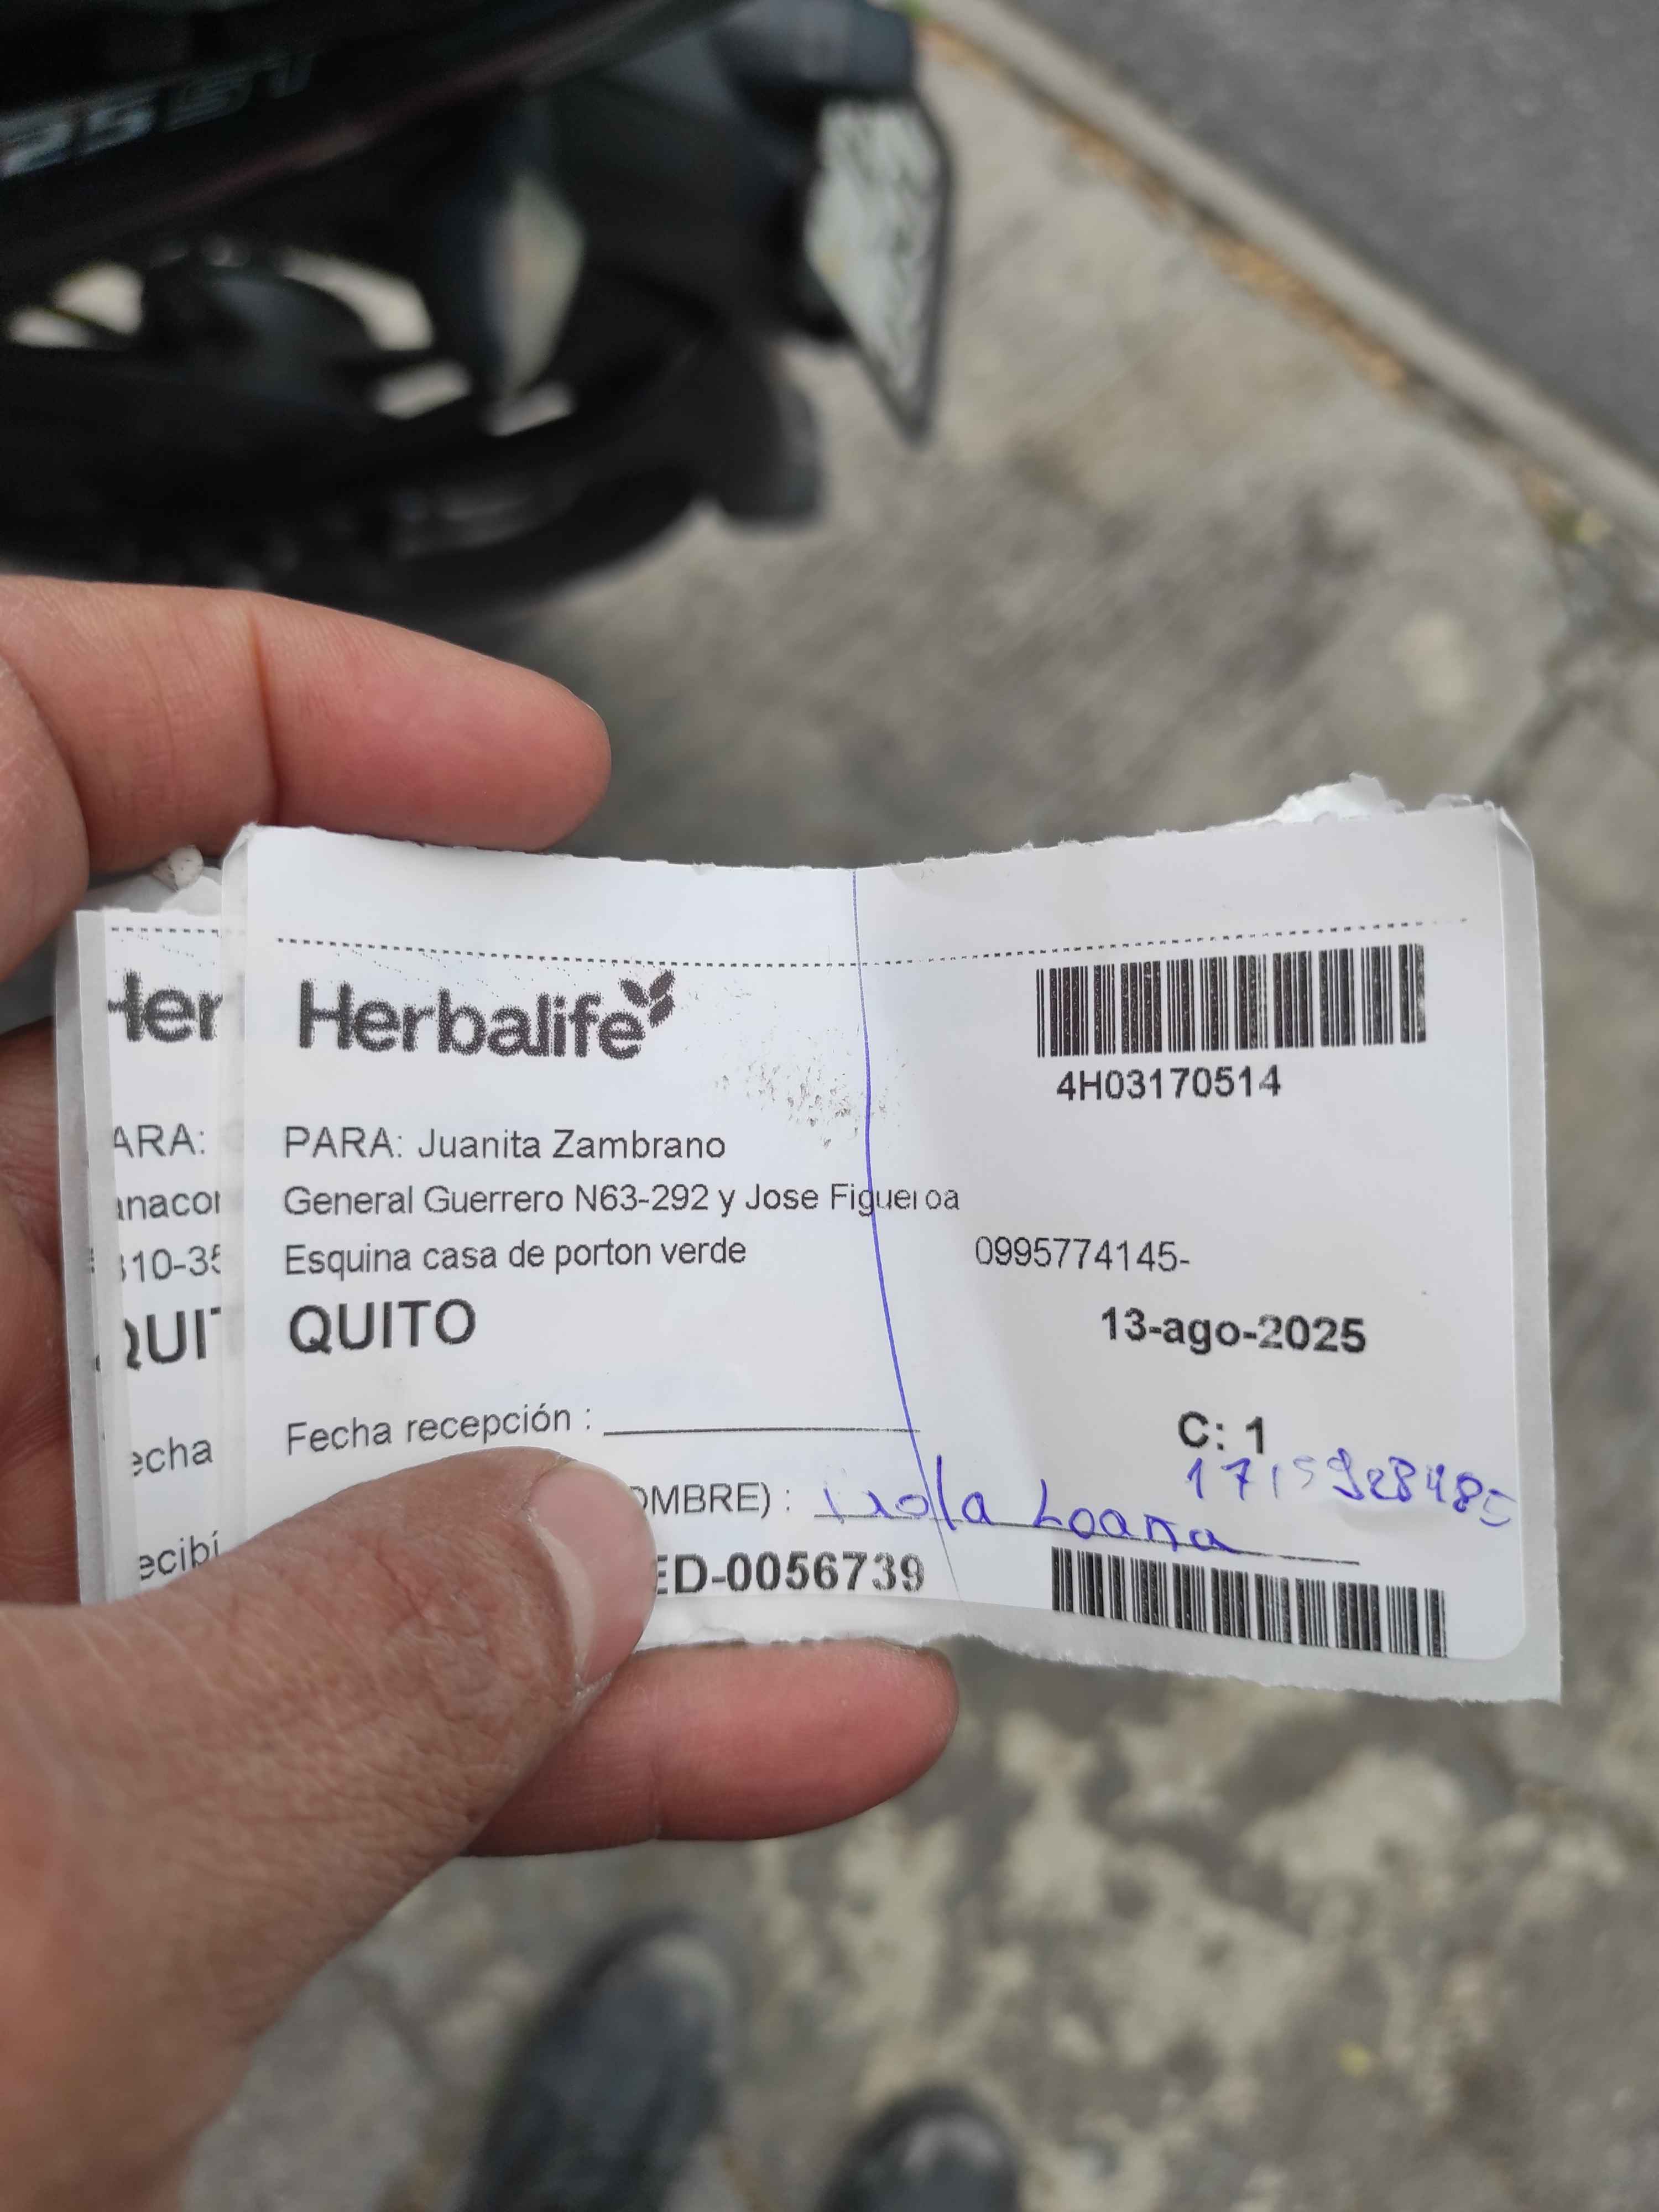 Herbalife
4H03170514
PARA: Juanita Zambrano
General Guerrero N63-292 y Jose Figueroa
Esquina casa de porton verde
0995774145-
QUITO
13-ago-2025
Fecha recepción :
C: 1
OMBRE) : Loana
ED-0056739
Her
ARA:
anacor
310-35
QUIT
echa
ecibí